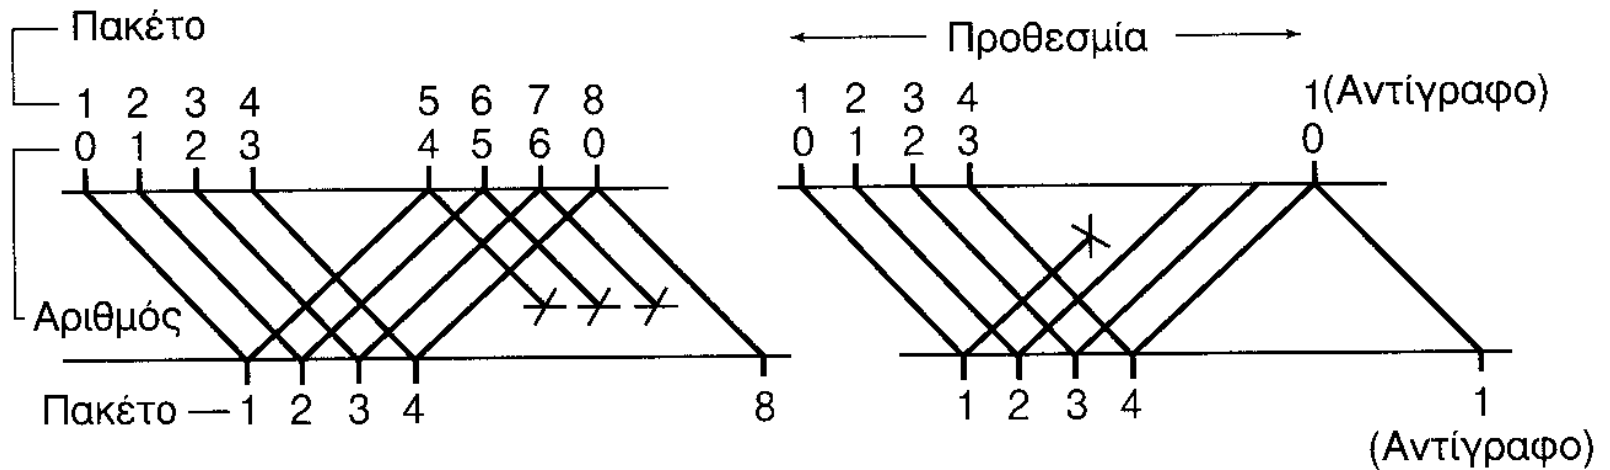 Πακέτο
1 2 3 4 5 6 7 8
0 1 2 3 4 5 6 0
Αριθμός
Πακέτο 1 2 3 4 8
Προθεσμία
1 2 3 4 1 (Αντίγραφο)
0 1 2 3 0
1 2 3 4 1
(Αντίγραφο)